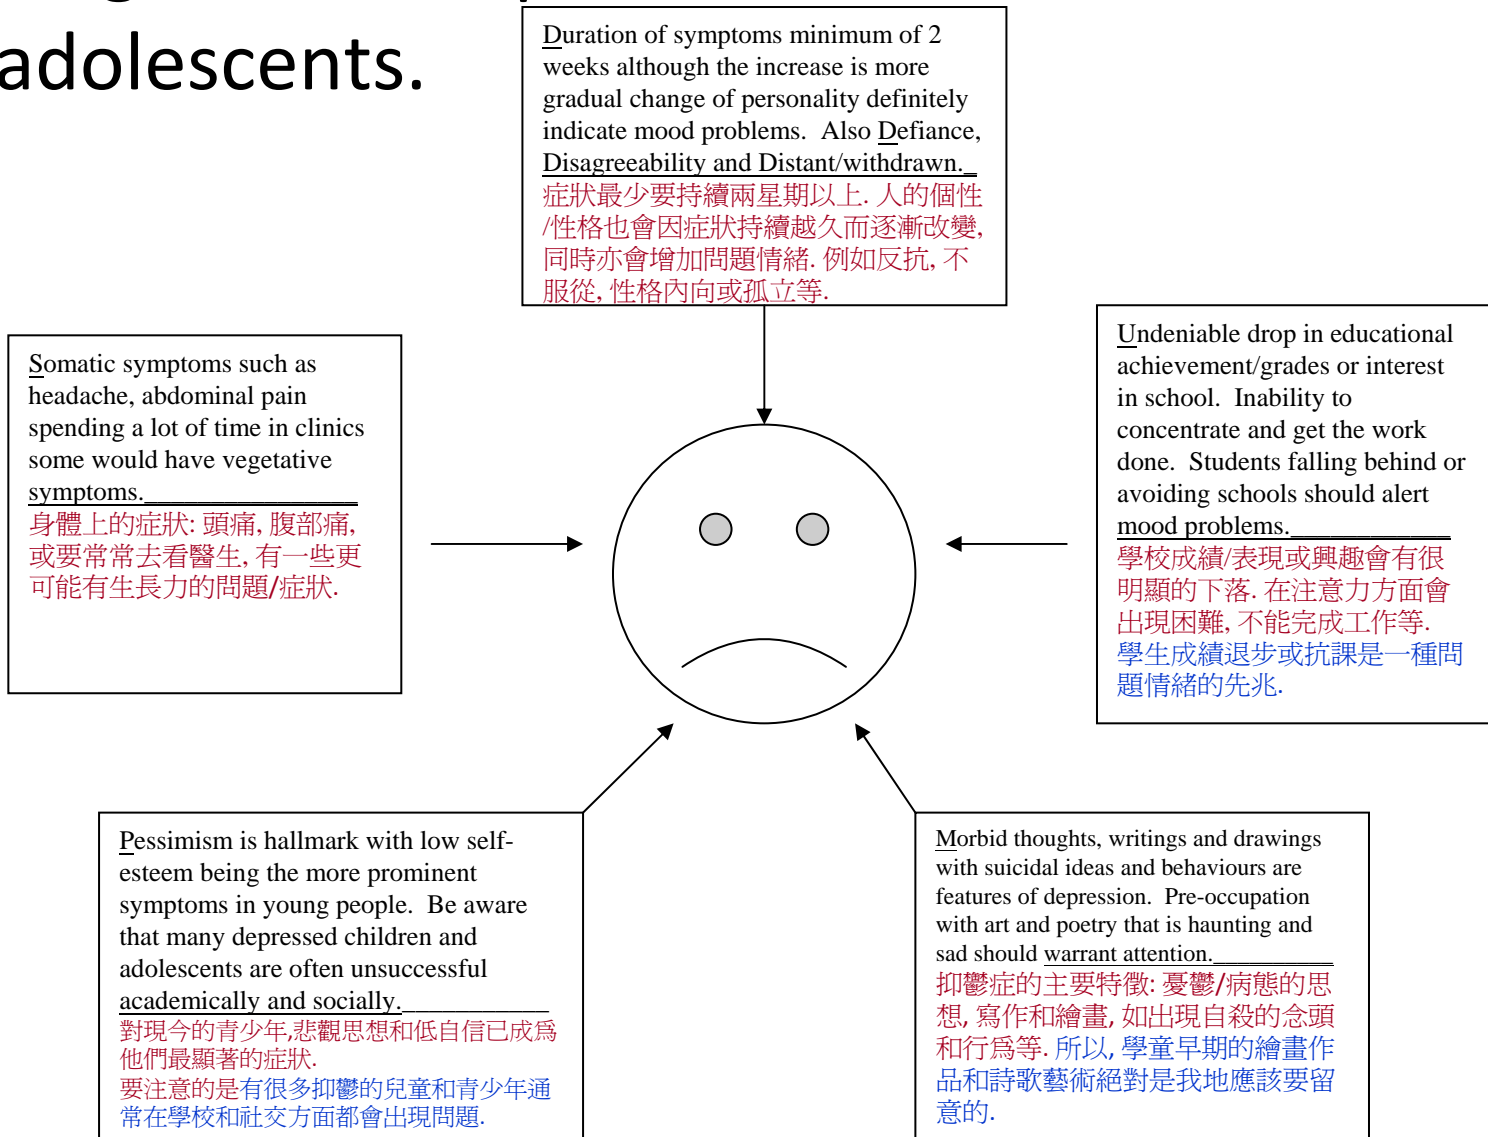 adolescents.
Duration of symptoms minimum of 2
weeks although the increase is more
gradual change of personality definitely
indicate mood problems.  Also Defiance,
Disagreeability and Distant/withdrawn._
症狀最少要持續兩星期以上. 人的個性
/性格也會因症狀持續越久而逐漸改變,
同時亦會增加問題情緒. 例如反抗, 不
服從, 性格內向或孤立等.
Somatic symptoms such as
headache, abdominal pain
spending a lot of time in clinics
some would have vegetative
symptoms.________________
身體上的症狀: 頭痛, 腹部痛,
或要常常去看醫生, 有一些更
可能有生長力的問題/症狀.
Undeniable drop in educational
achievement/grades or interest
in school.  Inability to
concentrate and get the work
done.  Students falling behind or
avoiding schools should alert
mood problems.____________
學校成績/表現或興趣會有很
明顯的下落. 在注意力方面會
出現困難, 不能完成工作等.
學生成績退步或抗課是一種問
題情緒的先兆.
Pessimism is hallmark with low self-
esteem being the more prominent
symptoms in young people.  Be aware
that many depressed children and
adolescents are often unsuccessful
academically and socially.___________
對現今的青少年,悲觀思想和低自信已成爲
他們最顯著的症狀.
要注意的是有很多抑鬱的兒童和青少年通
常在學校和社交方面都會出現問題.
Morbid thoughts, writings and drawings
with suicidal ideas and behaviours are
features of depression.  Pre-occupation
with art and poetry that is haunting and
sad should warrant attention.__________
抑鬱症的主要特徵: 憂鬱/病態的思
想, 寫作和繪畫, 如出現自殺的念頭
和行爲等. 所以, 學童早期的繪畫作
品和詩歌藝術絕對是我地應該要留
意的.